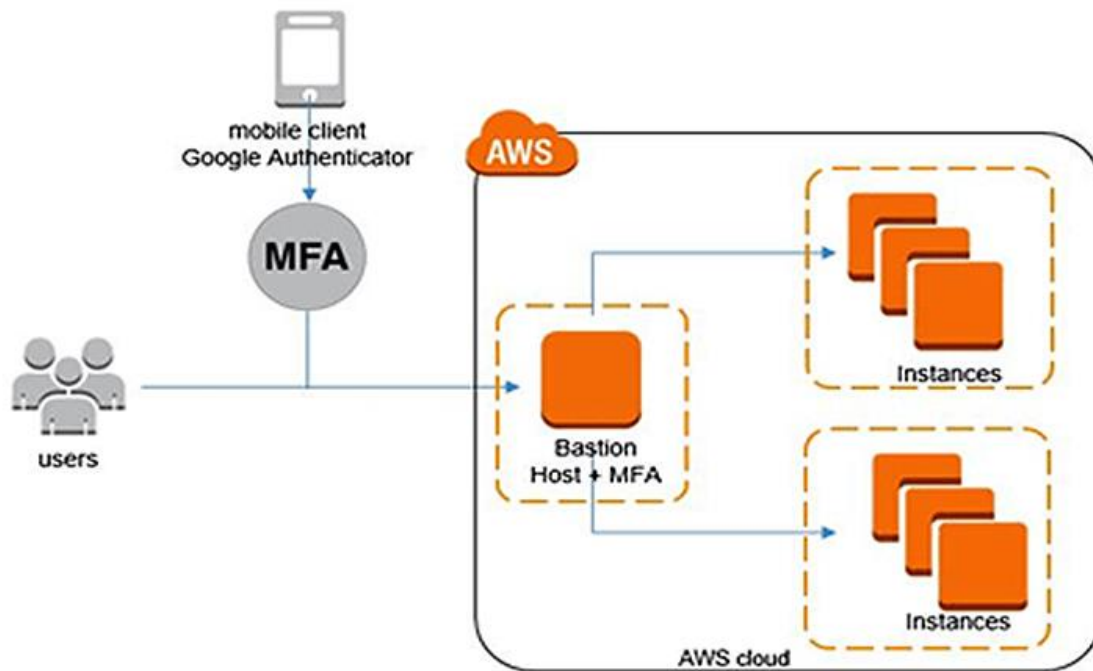 mobile client
Google Authenticator
AWS
MFA
Instances
Bastion
Host + MFA
users
Instances
AWS cloud